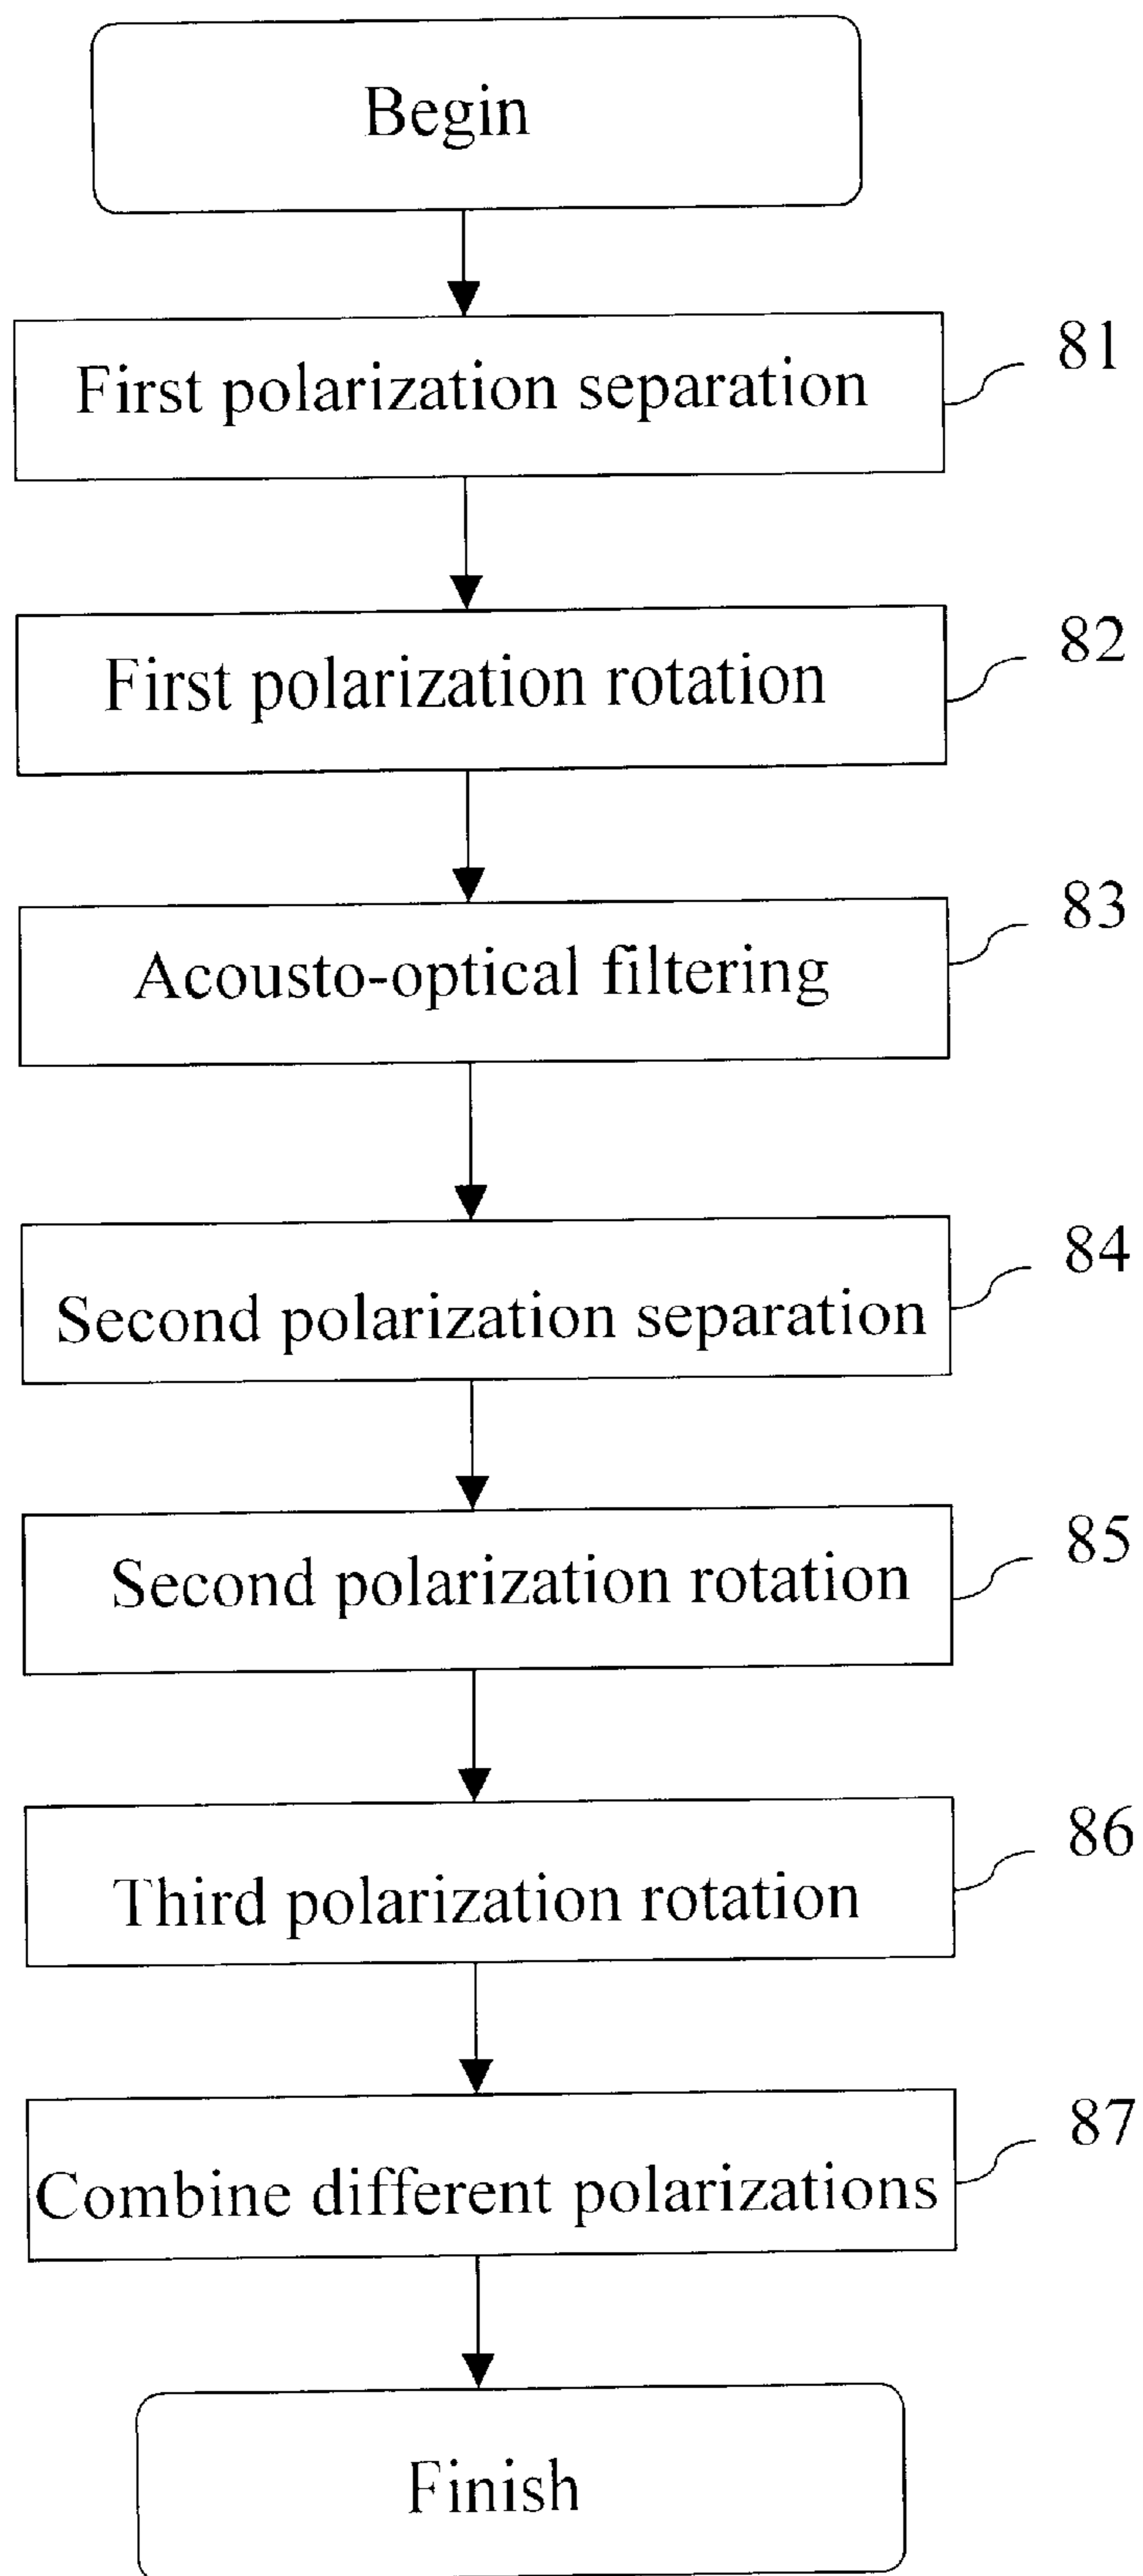 Begin
First polarization separation
81
First polarization rotation
82
Acousto-optical filtering
83
Second polarization separation
84
Second polarization rotation
85
Third polarization rotation
86
Combine different polarizations
87
Finish